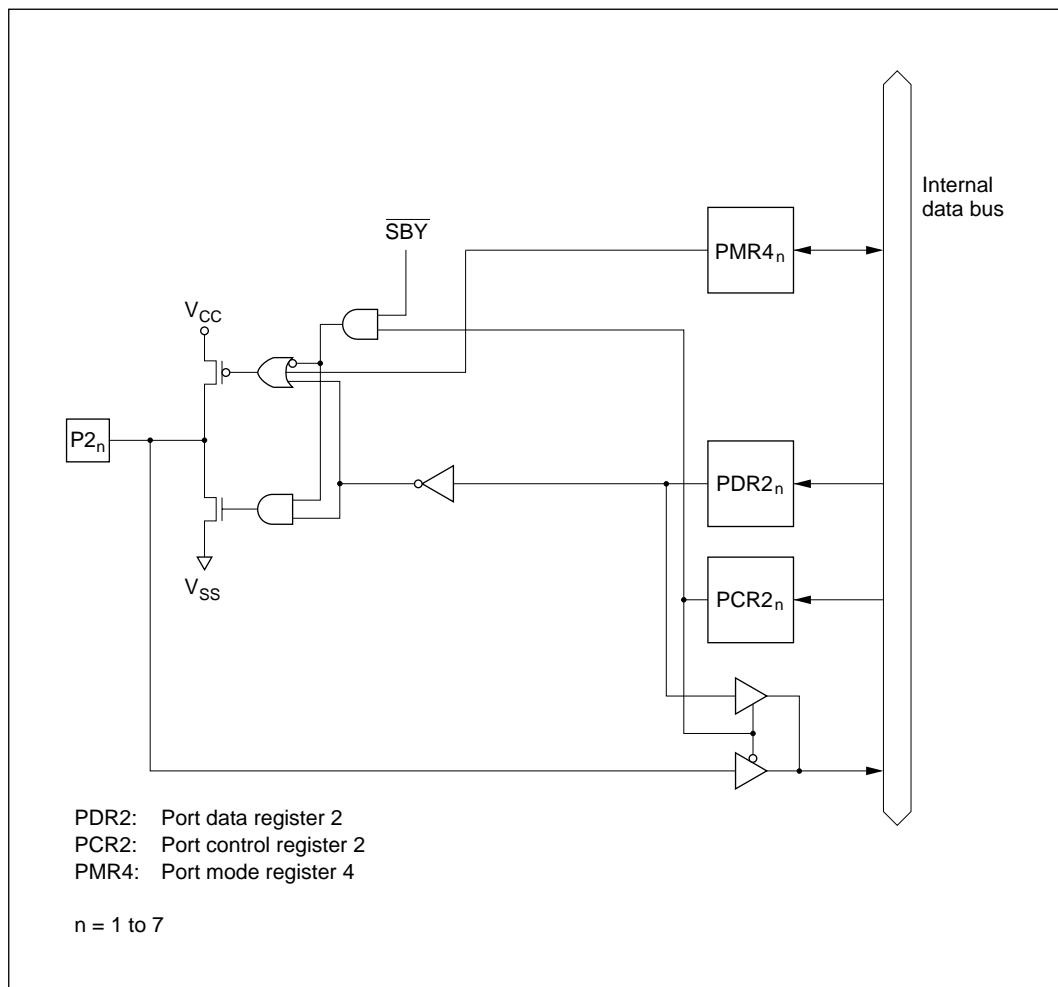 Internal
data bus
SBY
PMR4n
VCC
P2n
PDR2n
VSS
PCR2n
PDR2: Port data register 2
PCR2: Port control register 2
PMR4: Port mode register 4
n = 1 to 7